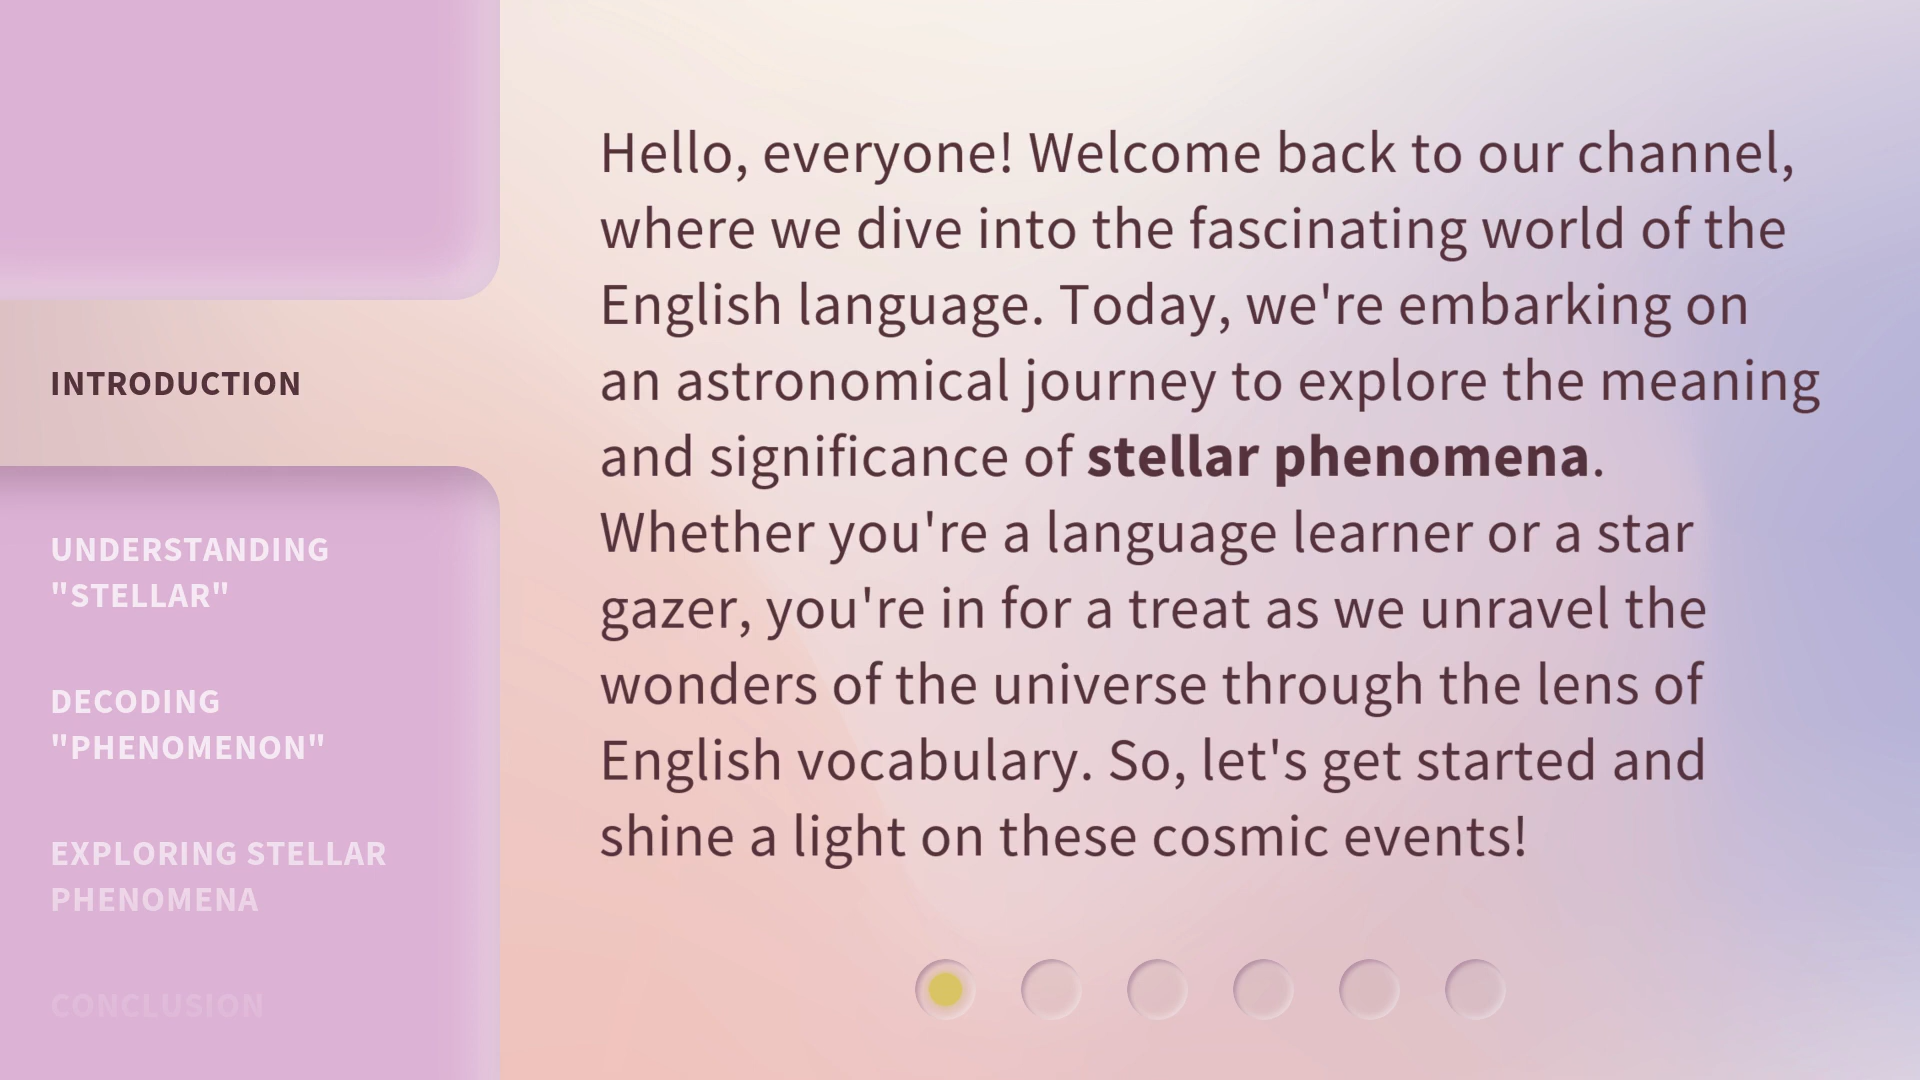 INTRODUCTION
UNDERSTANDING
"STELLAR"
DECODING
"PHENOMENON"
EXPLORING STELLAR
PHENOMENA
CONCLUSION
Hello, everyone! Welcome back to our channel,
where we dive into the fascinating world of the
English language. Today, we're embarking on
an astronomical journey to explore the meaning
and significance of stellar phenomena.
Whether you're a language learner or a star
gazer, you're in for a treat as we unravel the
wonders of the universe through the lens of
English vocabulary. So, let's get started and
shine a light on these cosmic events!